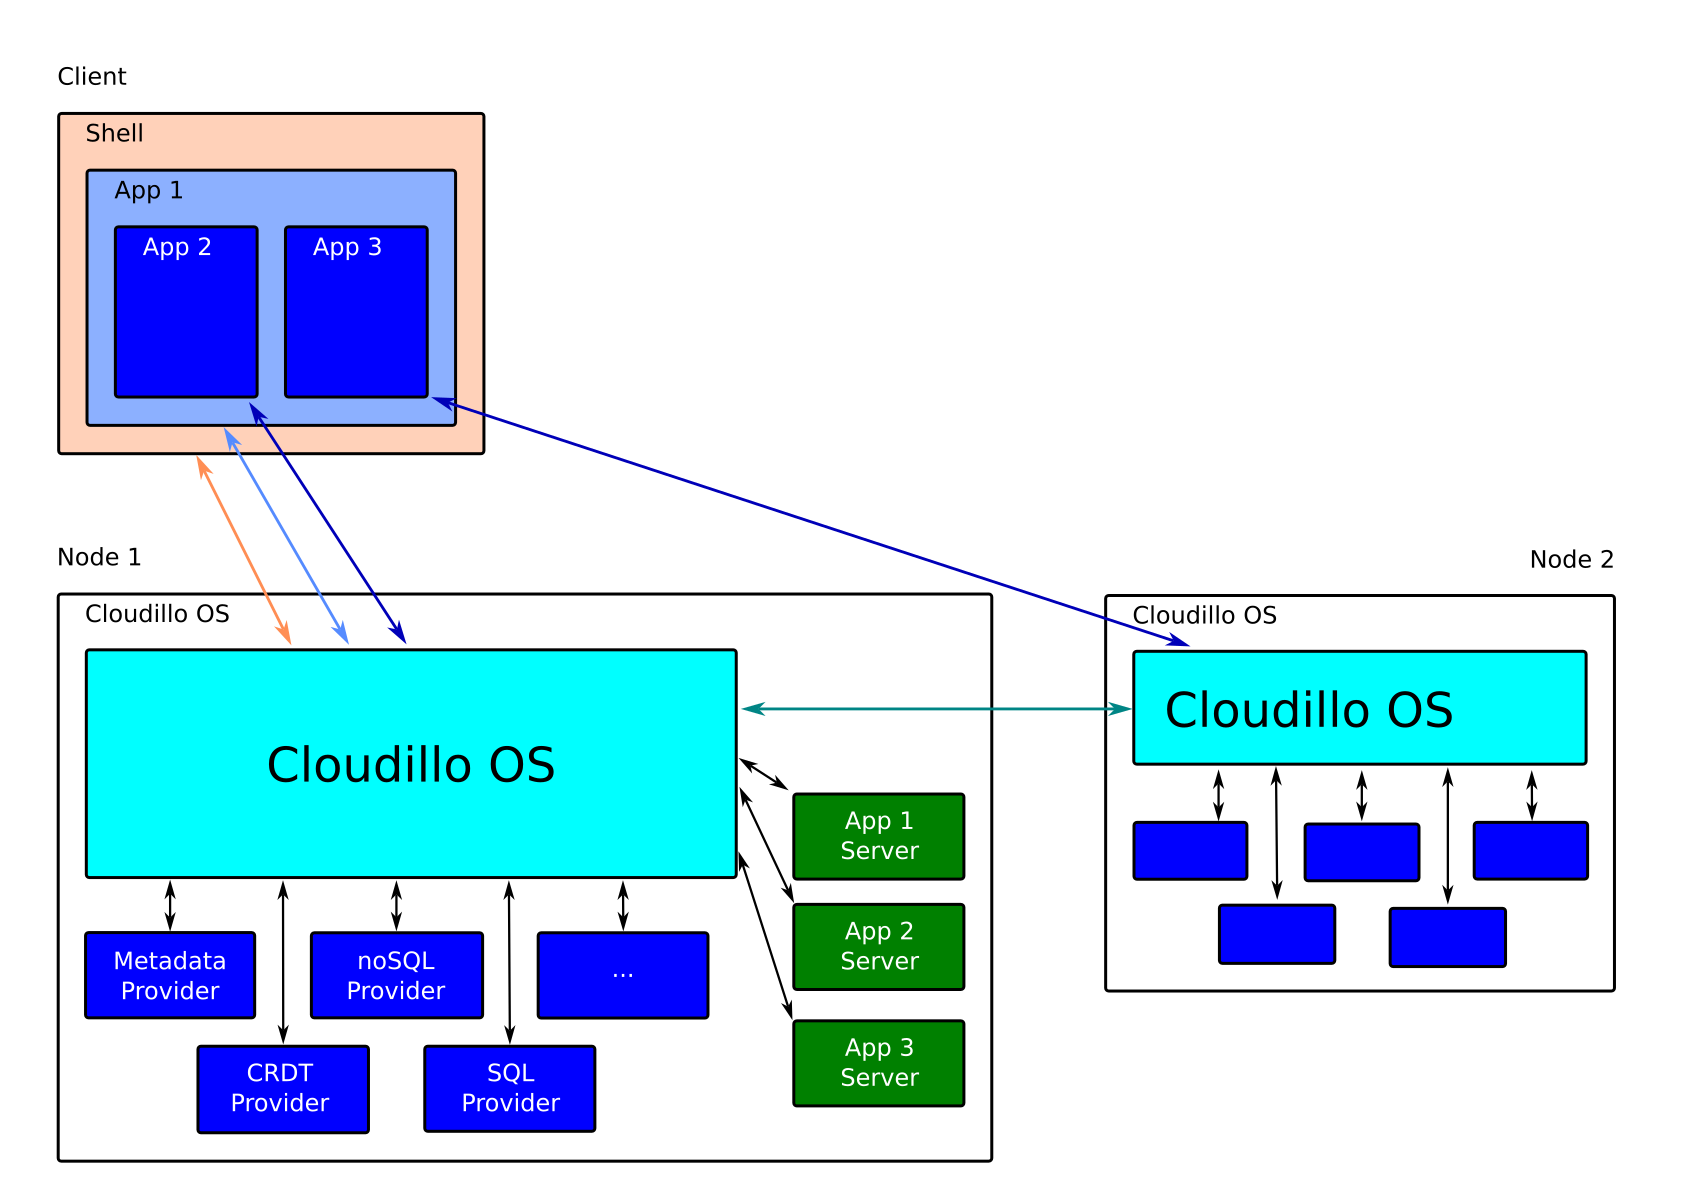 Client
Shell
App 1
App 2
App 3
Node 1
Node 2
Cloudillo OS
Cloudillo OS
Cloudillo OS
Cloudillo OS
App 1
Server
App 2
Server
App 3
Server
Metadata
Provider
noSQL
Provider
...
CRDT
Provider
SQL
Provider